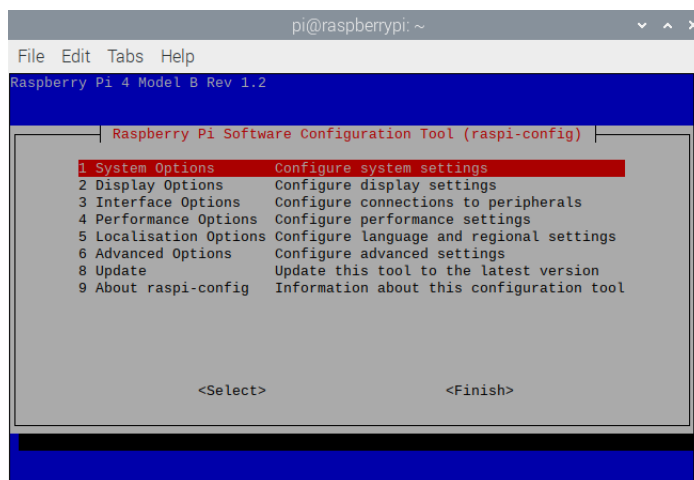 pi@raspberrypi: ~
File Edit Tabs Help
Raspberry Pi 4 Model B Rev 1.2
Raspberry Pi Software Configuration Tool (raspi-config)
1 System Options Configure system settings
2 Display Options Configure display settings
3 Interface Options Configure connections to peripherals
4 Performance Options Configure performance settings
5 Localisation Options Configure language and regional settings
6 Advanced Options Configure advanced settings
8 Update Update this tool to the latest version
9 About raspi-config Information about this configuration tool
<Select> <Finish>